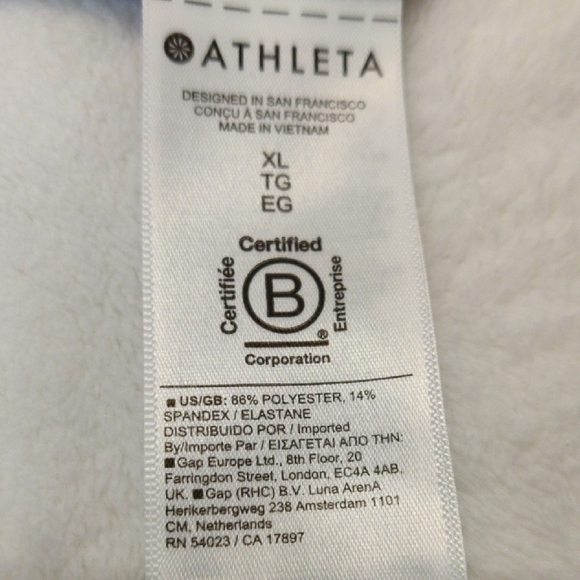 ATHLETA
DESIGNED IN SAN FRANCISCO
CONÇU À SAN FRANCISCO
MADE IN VIETNAM
XL
TG
EG
Certified
Certifiée
B
Entreprise
®
Corporation
■ US/GB: 86% POLYESTER, 14%
SPANDEX / ELASTANE
DISTRIBUIDO POR / Imported
By/Importe Par / ΕΙΣΑΓΕΤΑΙ ΑΠΟ ΤΗΝ:
■Gap Europe Ltd., 8th Floor, 20
Farringdon Street, London, EC4A 4AB,
UK. ■Gap (RHC) B.V. Luna ArenA
Herikerbergweg 238 Amsterdam 1101
CM, Netherlands
RN 54023 / CA 17897